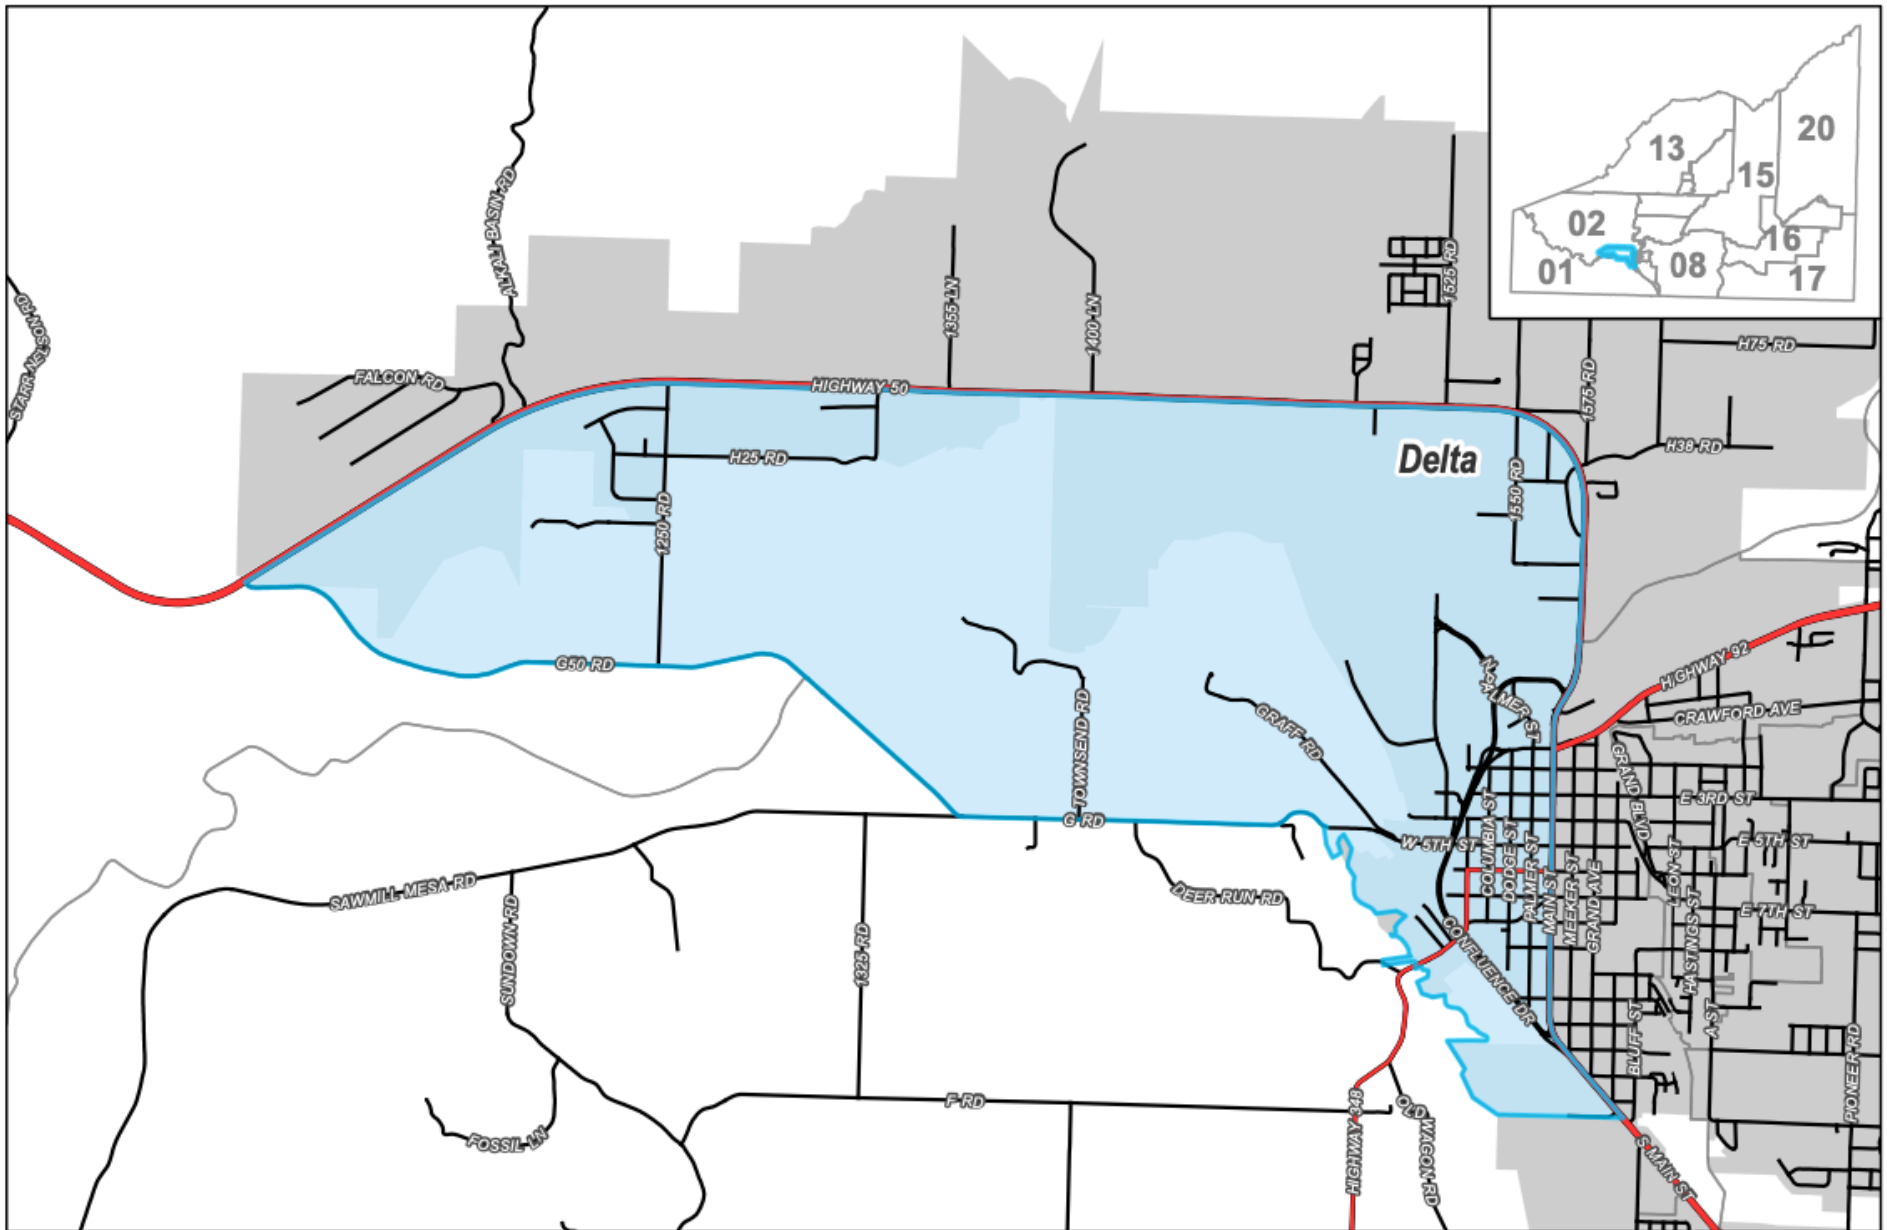 20
13
15
02
16
01
08
17
STARR NELSON RD
ALKALI BASIN RD
1355 LN
1400 LN
1525 RD
H75 RD
FALCON RD
HIGHWAY 50
1575 RD
H38 RD
Delta
H25 RD
1250 RD
1550 RD
G50 RD
HIGHWAY 92
N PALMER ST
CRAWFORD AVE
TOWNSEND RD
GRAFF RD
GRAND BLVD
E 3RD ST
G RD
W 5TH ST
E 5TH ST
COLUMBIA ST
DODGE ST
PALMER ST
MAIN ST
MEEKER ST
GRAND AVE
LEON ST
HASTINGS ST
SAWMILL MESA RD
DEER RUN RD
E 7TH ST
SUNDOWN RD
1325 RD
CONFLUENCE DR
BLUFF ST
A ST
PIONEER RD
F RD
FOSSIL LN
HIGHWAY 348
OLD WAGON RD
S MAIN ST